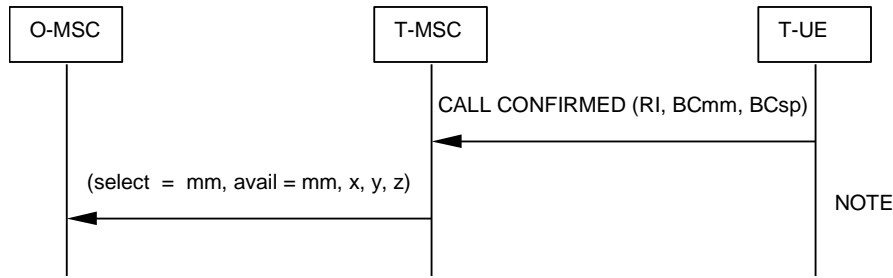 O-MSC
T-MSC
T-UE
CALL CONFIRMED (RI, BCmm, BCsp)
(select = mm, avail = mm, x, y, z)
NOTE